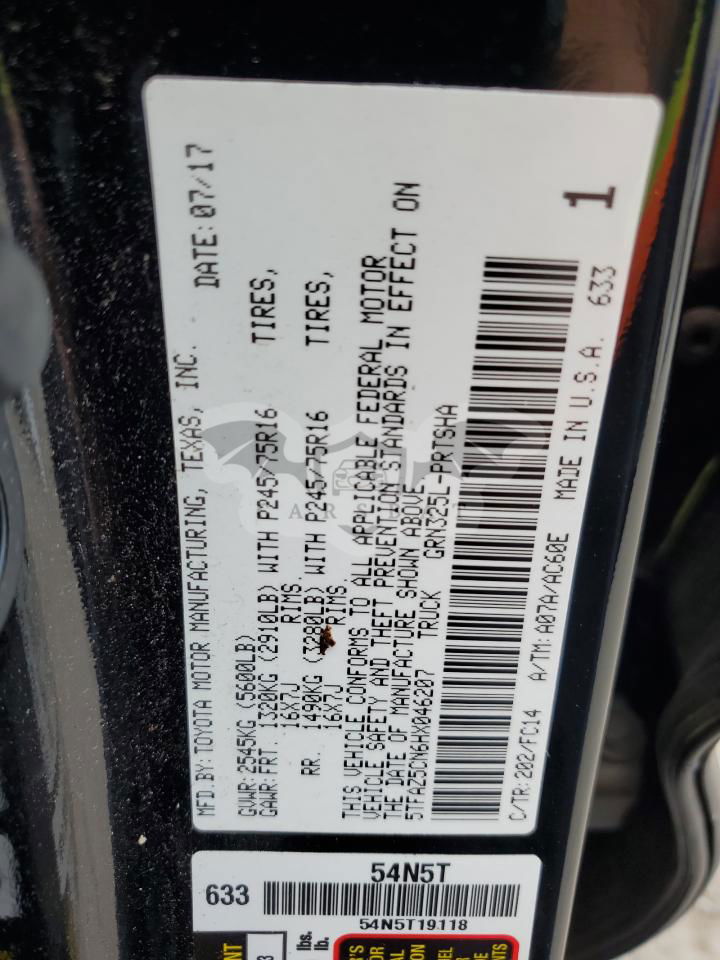 MFD.BY: TOYOTA MOTOR MANUFACTURING, TEXAS, INC. DATE: 07/17
GVWR: 2545KG (5600LB)
GAWR: FRT. 1320KG (2910LB) WITH P245/75R16 TIRES,
16X7J RIMS.
RR. 1490KG (3280LB) WITH P245/75R16 TIRES,
16X7J RIMS.
THIS VEHICLE CONFORMS TO ALL APPLICABLE FEDERAL MOTOR
VEHICLE SAFETY AND THEFT PREVENTION STANDARDS IN EFFECT ON
THE DATE OF MANUFACTURE SHOWN ABOVE.
5TFAZ5CN6HX046207 TRUCK GRN325L-PRTSHA
1
C/TR: 202/FC14 A/TM: A07A/AC60E MADE IN U.S.A. 633
54N5T
633
54N5T19118
lbs.
lb.